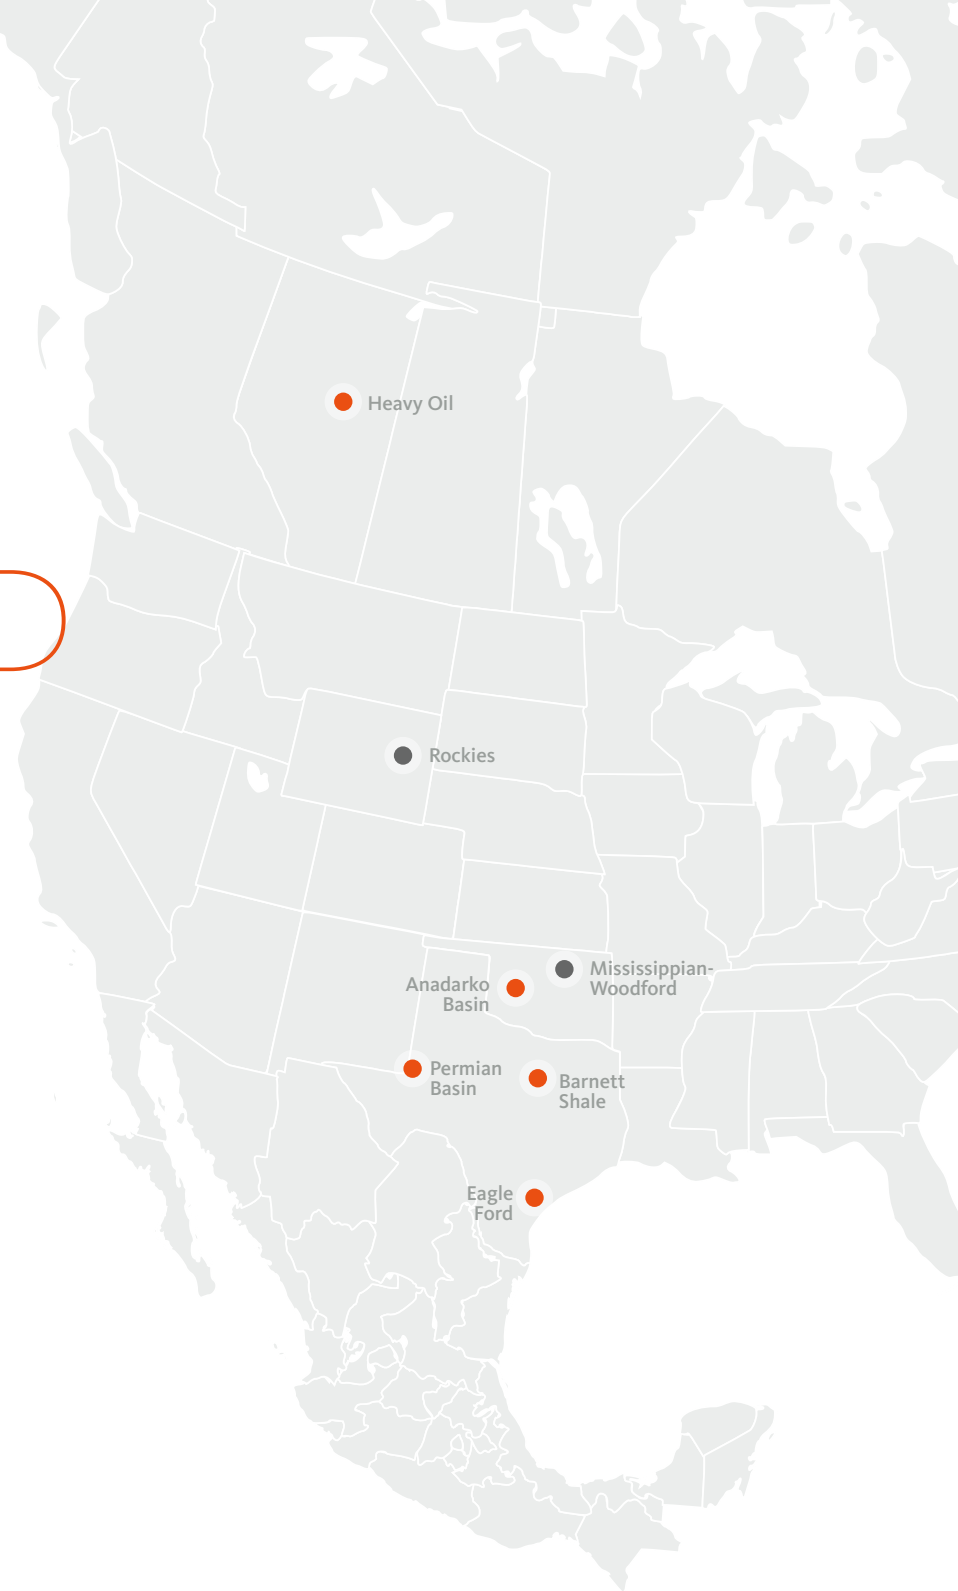 Heavy Oil
Rockies
Mississippian-
Woodford
Anadarko
Basin
Permian
Basin
Barnett
Shale
Eagle
Ford